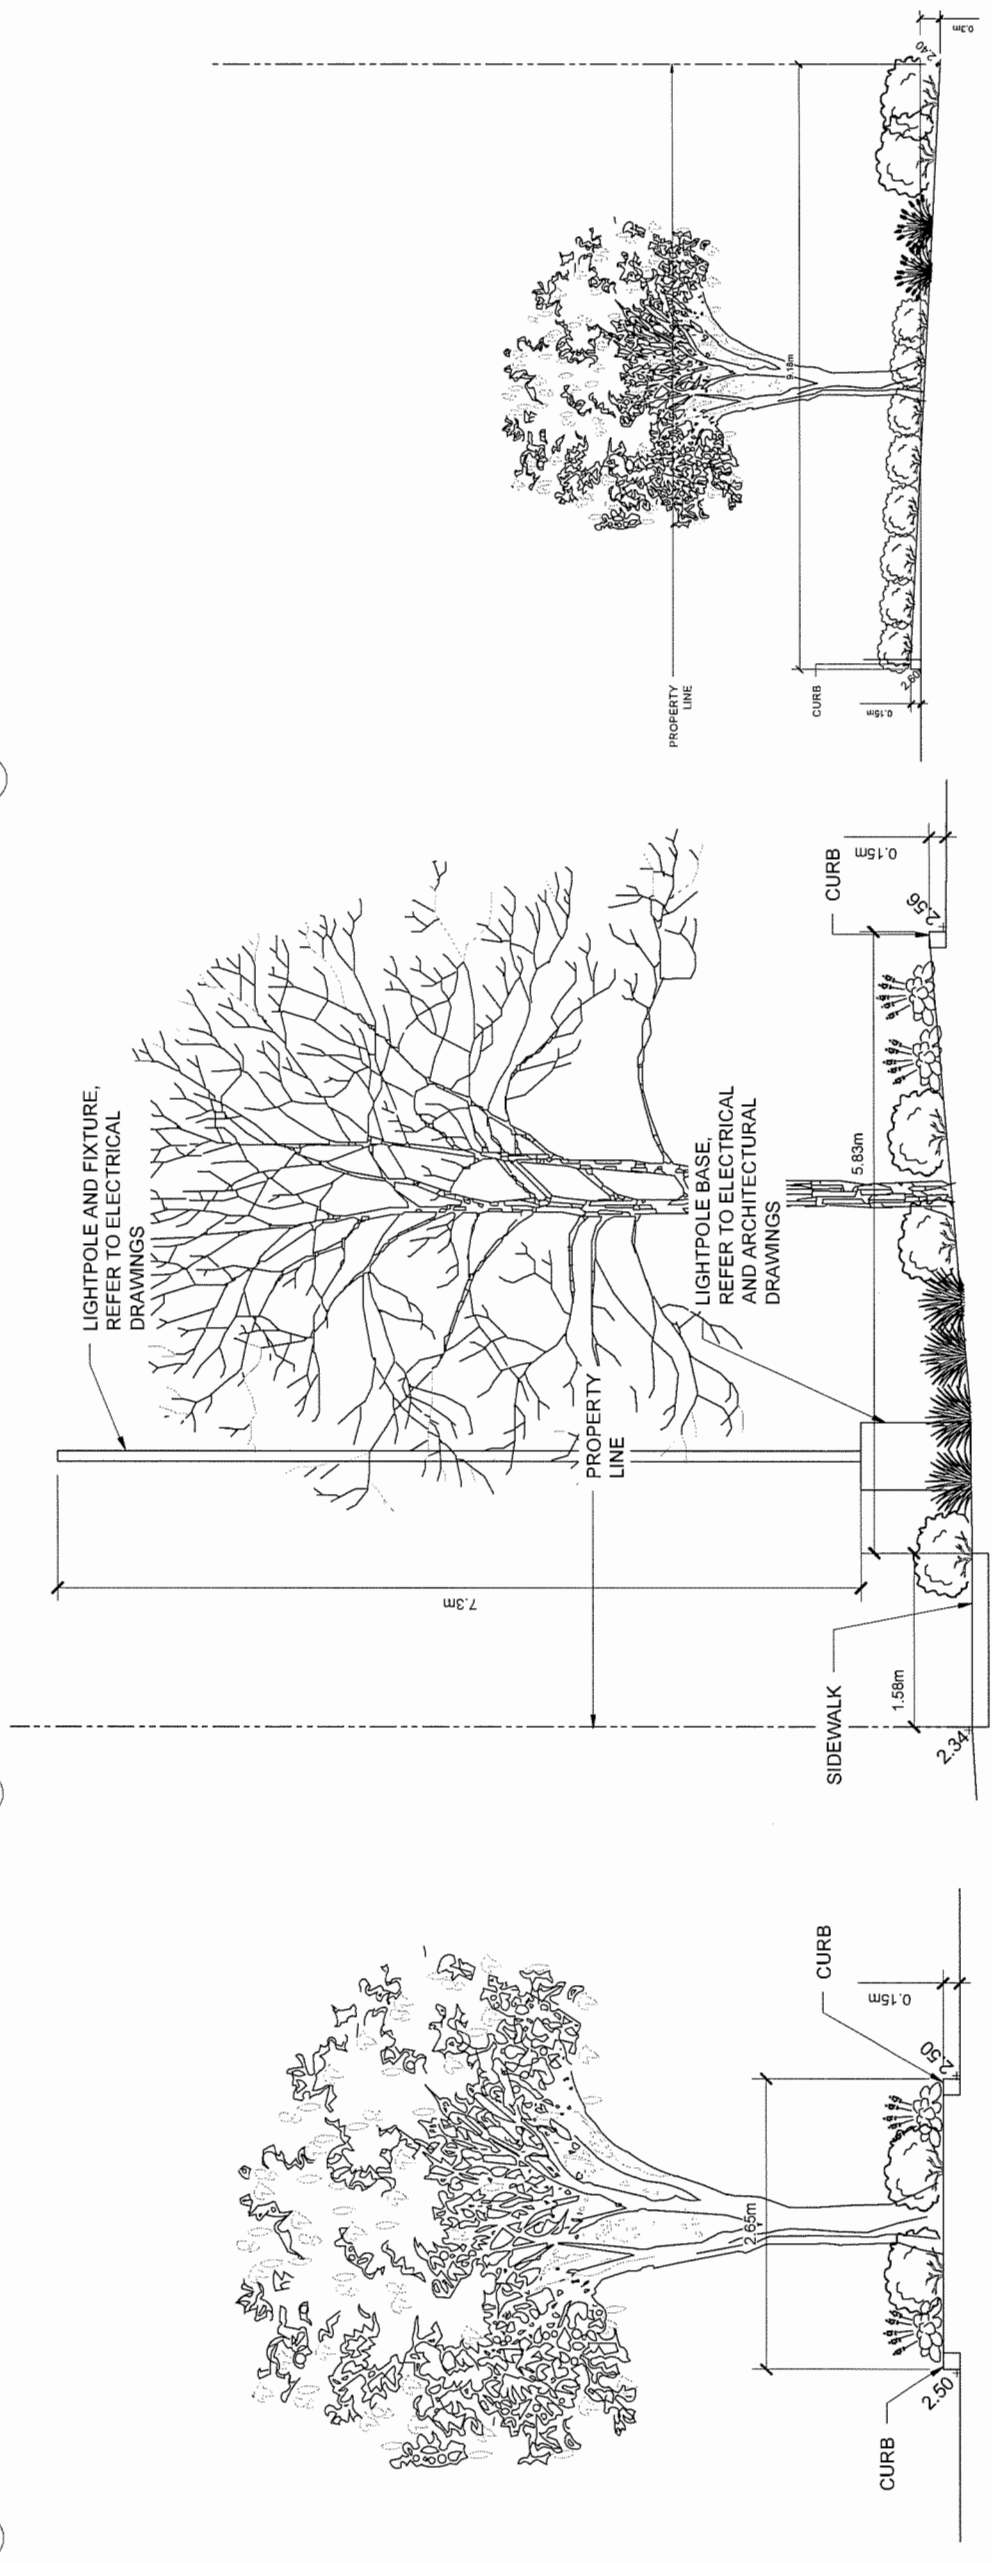 CURB
2.50
2.65m
CURB
2.50
0.15m
LIGHTPOLE AND FIXTURE,
REFER TO ELECTRICAL
DRAWINGS
7.3m
PROPERTY
LINE
LIGHTPOLE BASE,
REFER TO ELECTRICAL
AND ARCHITECTURAL
DRAWINGS
SIDEWALK
1.58m
2.34
5.83m
CURB
2.56
0.15m
PROPERTY
LINE
CURB
0.15m
2.60
9.18m
2.40
0.3m